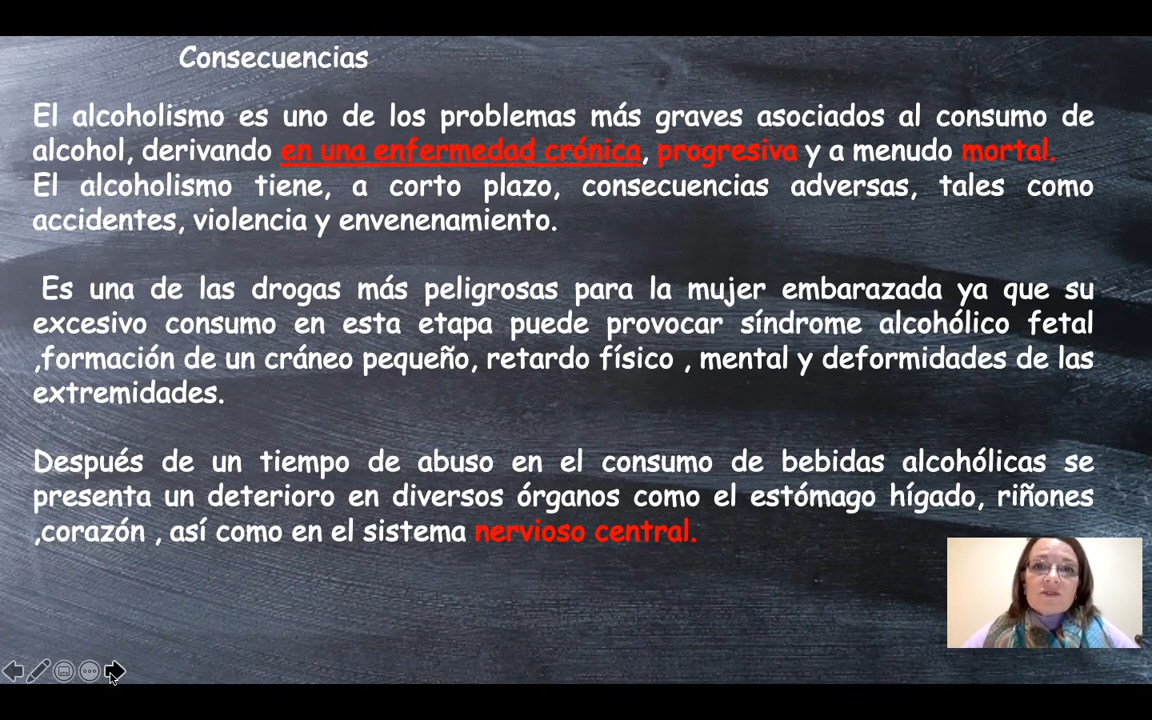 Consecuencias
El alcoholismo es uno de los problemas más graves asociados al consumo de
alcohol, derivando en una enfermedad crónica, progresiva y a menudo mortal.
El alcoholismo tiene, a corto plazo, consecuencias adversas, tales como
accidentes, violencia y envenenamiento.
Es una de las drogas más peligrosas para la mujer embarazada ya que su
excesivo consumo en esta etapa puede provocar síndrome alcohólico fetal
,formación de un cráneo pequeño, retardo físico , mental y deformidades de las
extremidades.
Después de un tiempo de abuso en el consumo de bebidas alcohólicas se
presenta un deterioro en diversos órganos como el estómago hígado, riñones
,corazón , así como en el sistema nervioso central.